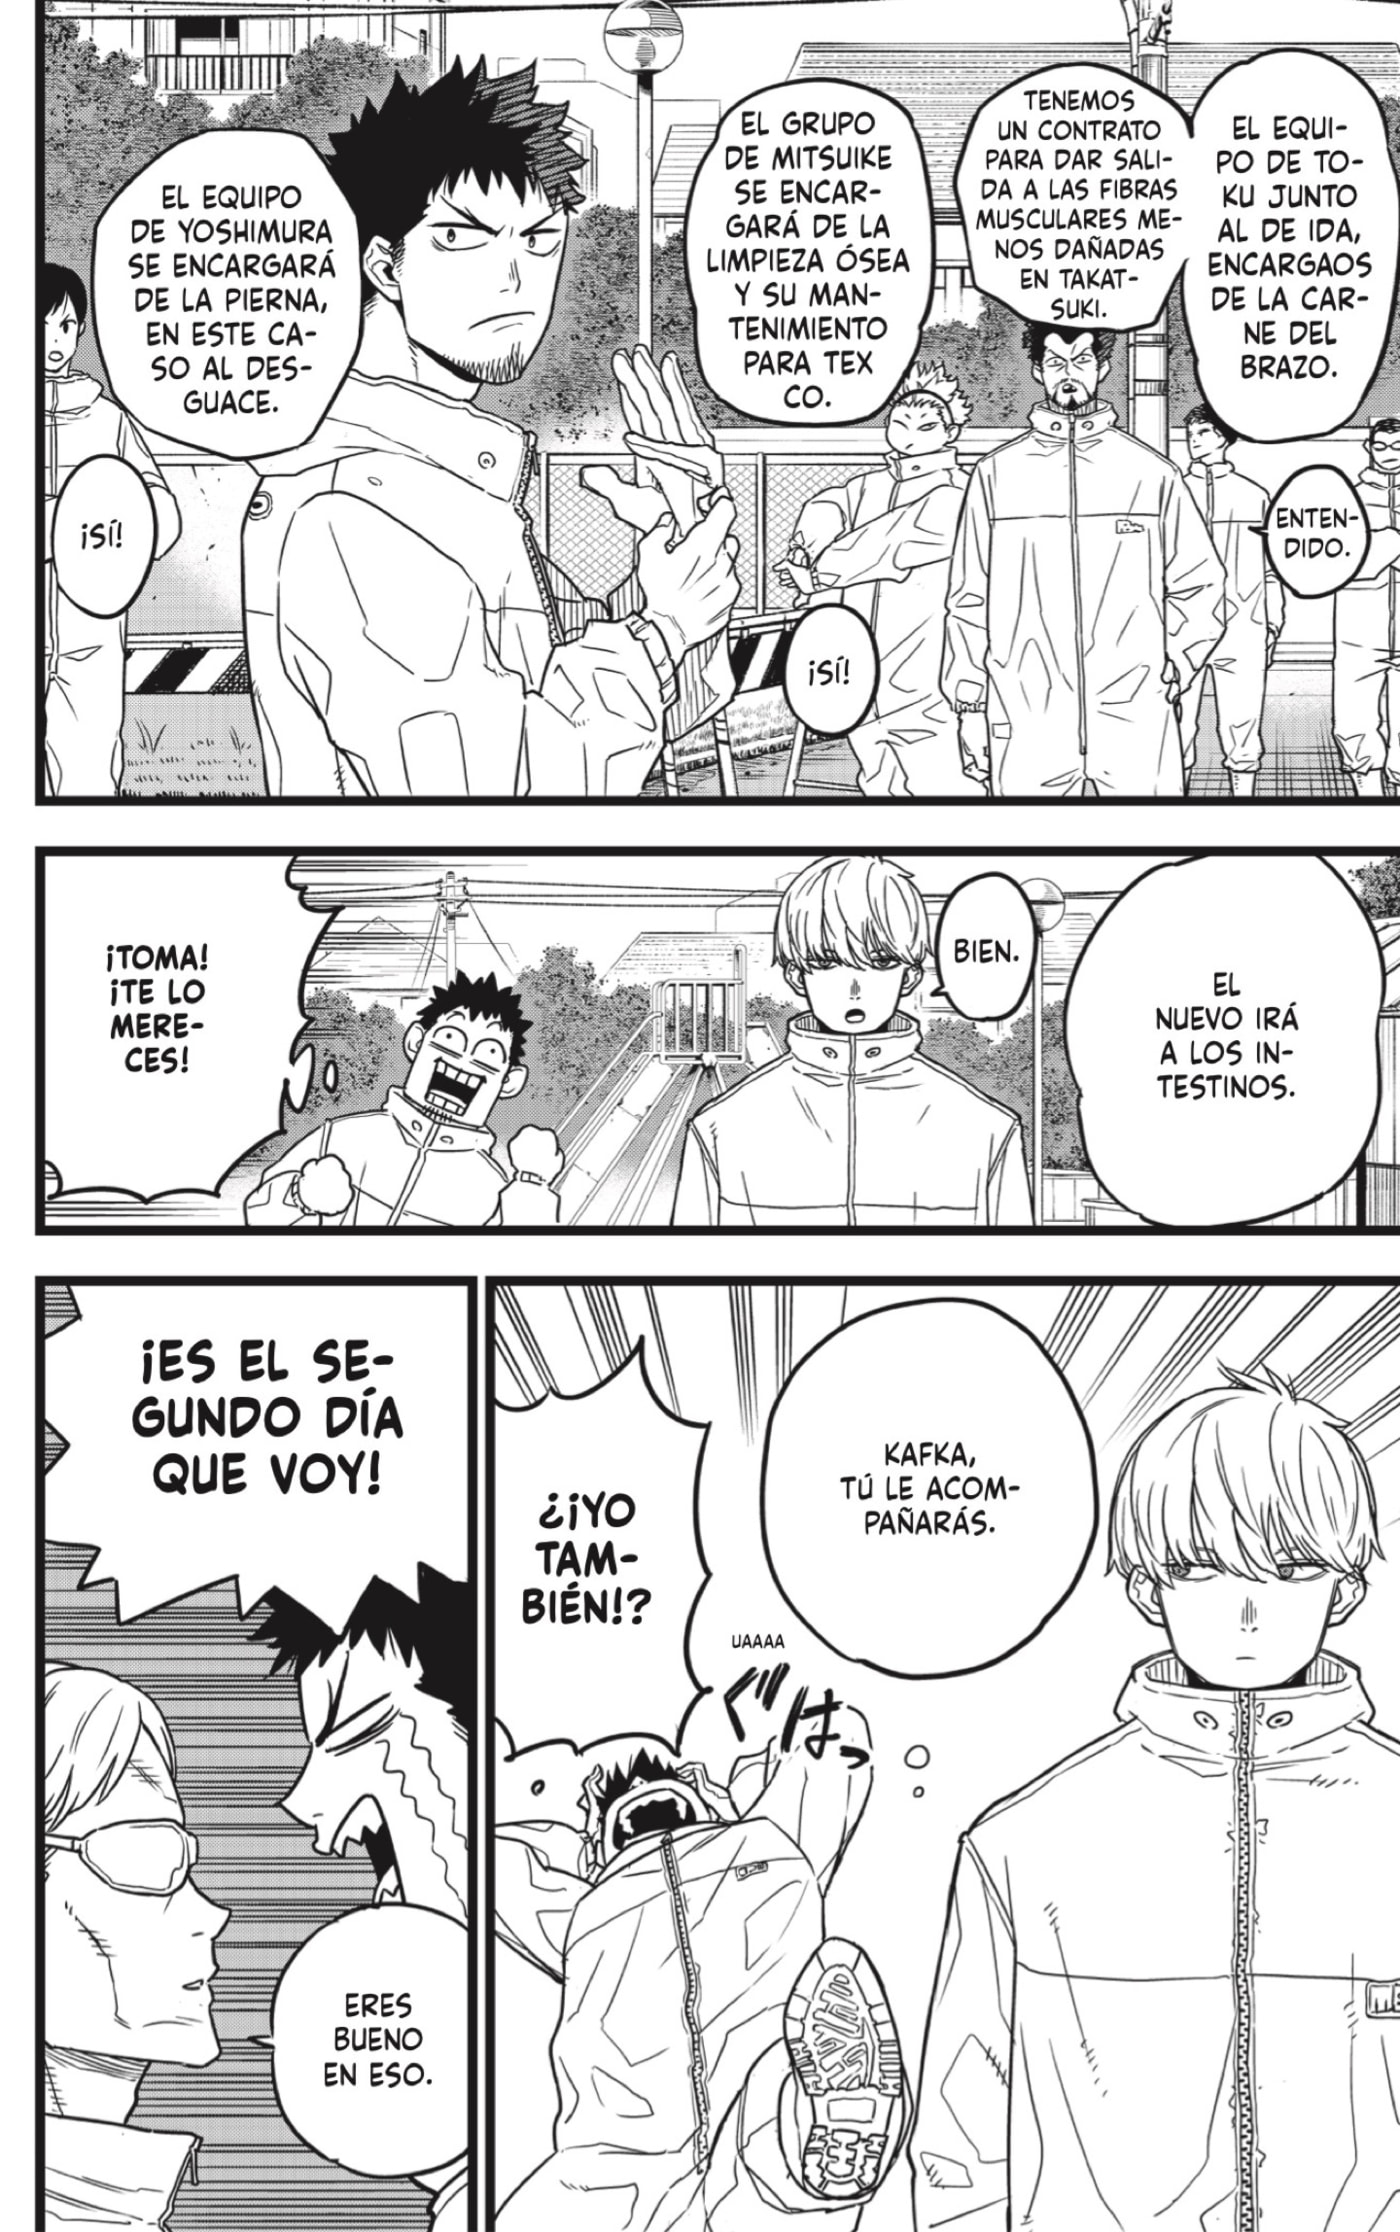 EL EQUI-
PO DE TO-
KU JUNTO
AL DE IDA,
ENCARGAOS
DE LA CAR-
NE DEL
BRAZO.
TENEMOS
UN CONTRATO
PARA DAR SALI-
DA A LAS FIBRAS
MUSCULARES ME-
NOS DAÑADAS
EN TAKAT-
SUKI.
ENTEN-
DIDO.
EL GRUPO
DE MITSUIKE
SE ENCAR-
GARÁ DE LA
LIMPIEZA ÓSEA
Y SU MAN-
TENIMIENTO
PARA TEX
CO.
¡SÍ!
EL EQUIPO
DE YOSHIMURA
SE ENCARGARÁ
DE LA PIERNA,
EN ESTE CA-
SO AL DES-
GUACE.
¡SÍ!
EL
NUEVO IRÁ
A LOS IN-
TESTINOS.
BIEN.
¡TOMA!
¡TE LO
MERE-
CES!
KAFKA,
TÚ LE ACOM-
PAÑARÁS.
¿¡YO
TAM-
BIÉN!?
UAAAA
ぐはっ
¡ES EL SE-
GUNDO DÍA
QUE VOY!
ERES
BUENO
EN ESO.